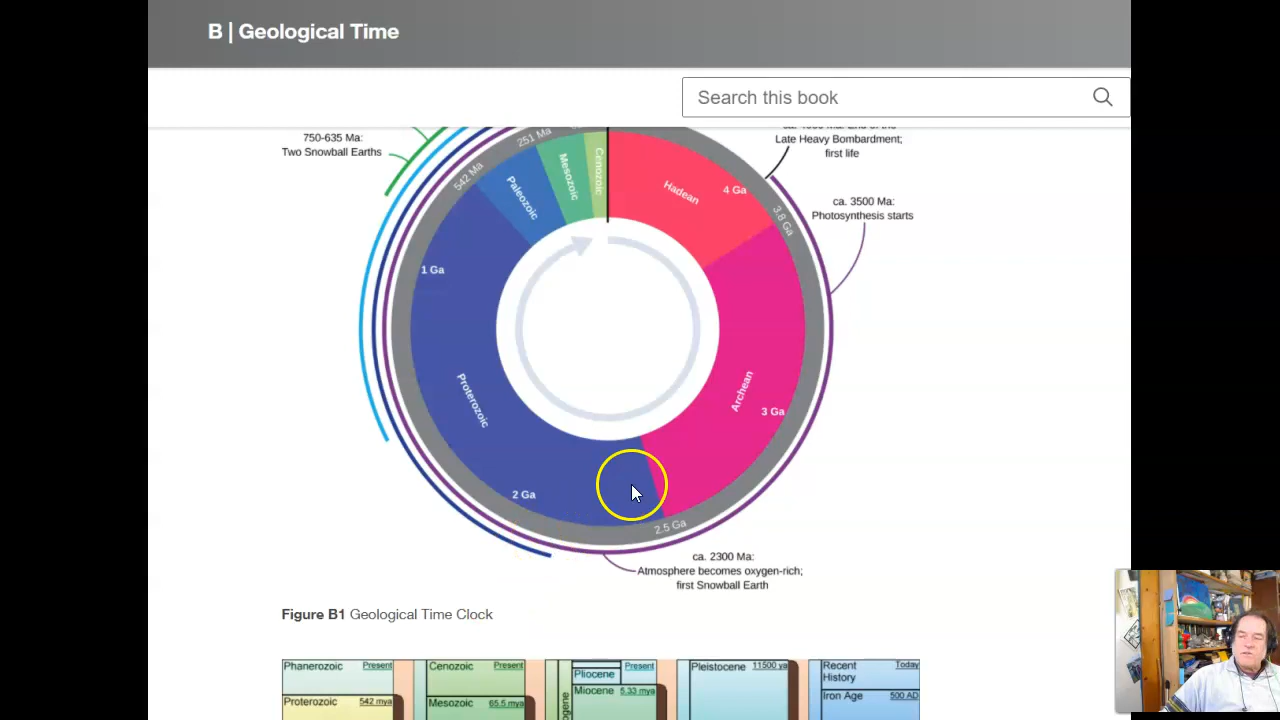 B | Geological Time
Search this book
750-635 Ma:
Two Snowball Earths
Late Heavy Bombardment;
first life
ca. 3500 Ma:
Photosynthesis starts
251 Ma
542 Ma
Cenozoic
Mesozoic
Paleozoic
Hadean
4 Ga
3.8 Ga
1 Ga
Proterozoic
Archean
3 Ga
2 Ga
2.5 Ga
ca. 2300 Ma:
Atmosphere becomes oxygen-rich;
first Snowball Earth
Figure B1 Geological Time Clock
Phanerozoic Present
Proterozoic 542 mya
Cenozoic Present
Mesozoic 65.5 mya
Present
Pliocene
Miocene 5.33 mya
Pleistocene 11500 ya
Recent Today
History
Iron Age 500 AD